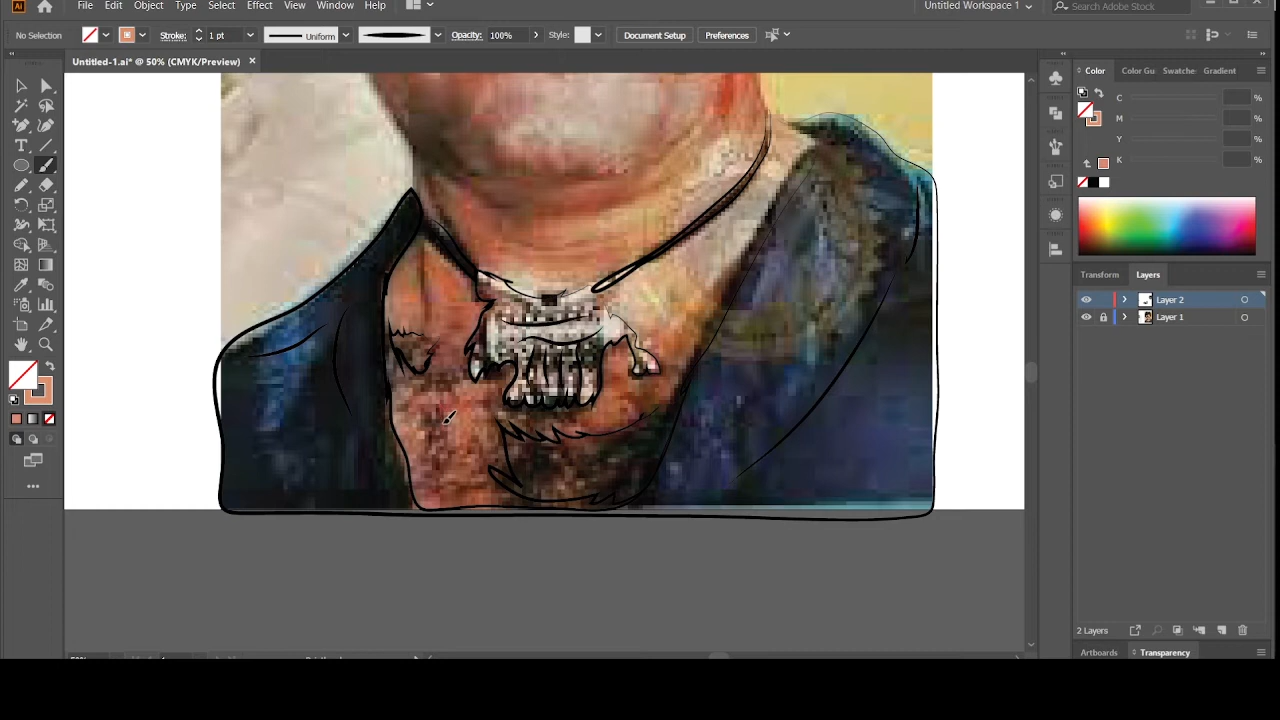 Ai File Edit Object Type Select Effect View Window Help Untitled Workspace 1 Search Adobe Stock
No Selection Stroke: 1 pt Uniform Opacity: 100% Style: Document Setup Preferences
Untitled-1.ai* @ 50% (CMYK/Preview) ×
Color Color Gu Swatche Gradient
C %
M %
Y %
K %
Transform Layers
Layer 2
Layer 1
2 Layers
Artboards Transparency